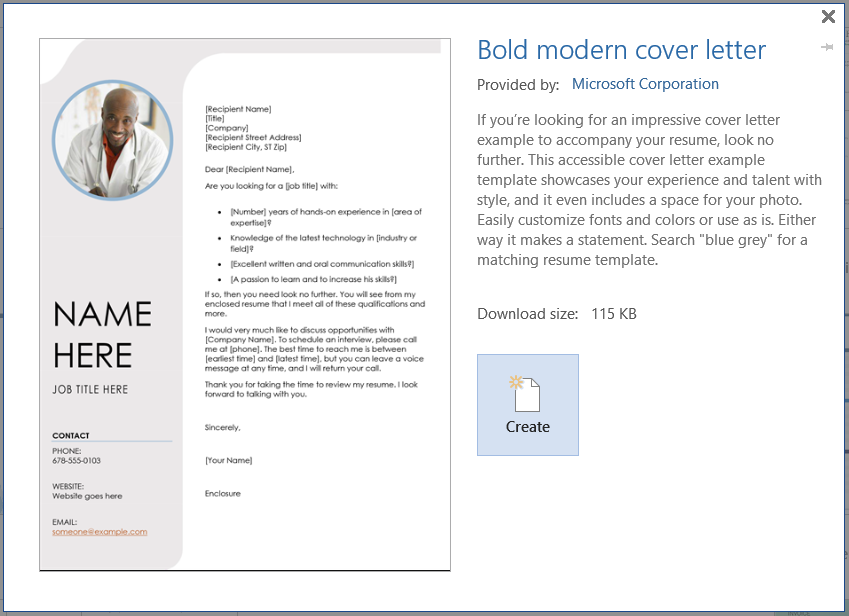 Bold modern cover letter
Provided by: Microsoft Corporation
If you’re looking for an impressive cover letter
example to accompany your resume, look no
further. This accessible cover letter example
template showcases your experience and talent with
style, and it even includes a space for your photo.
Easily customize fonts and colors or use as is. Either
way it makes a statement. Search "blue grey" for a
matching resume template.
Download size: 115 KB
Create
NAME
HERE
JOB TITLE HERE
CONTACT
PHONE:
678-555-0103
WEBSITE:
Website goes here
EMAIL:
someone@example.com
[Recipient Name]
[Title]
[Company]
[Recipient Street Address]
[Recipient City, ST Zip]
Dear [Recipient Name],
Are you looking for a [job title] with:
• [Number] years of hands-on experience in [area of
expertise]?
• Knowledge of the latest technology in [industry or
field]?
• [Excellent written and oral communication skills?]
• [A passion to learn and to increase his skills?]
If so, then you need look no further. You will see from my
enclosed resume that I meet all of these qualifications and
more.
I would very much like to discuss opportunities with
[Company Name]. To schedule an interview, please call
me at [phone]. The best time to reach me is between
[earliest time] and [latest time], but you can leave a voice
message at any time, and I will return your call.
Thank you for taking the time to review my resume. I look
forward to talking with you.
Sincerely,
[Your Name]
Enclosure